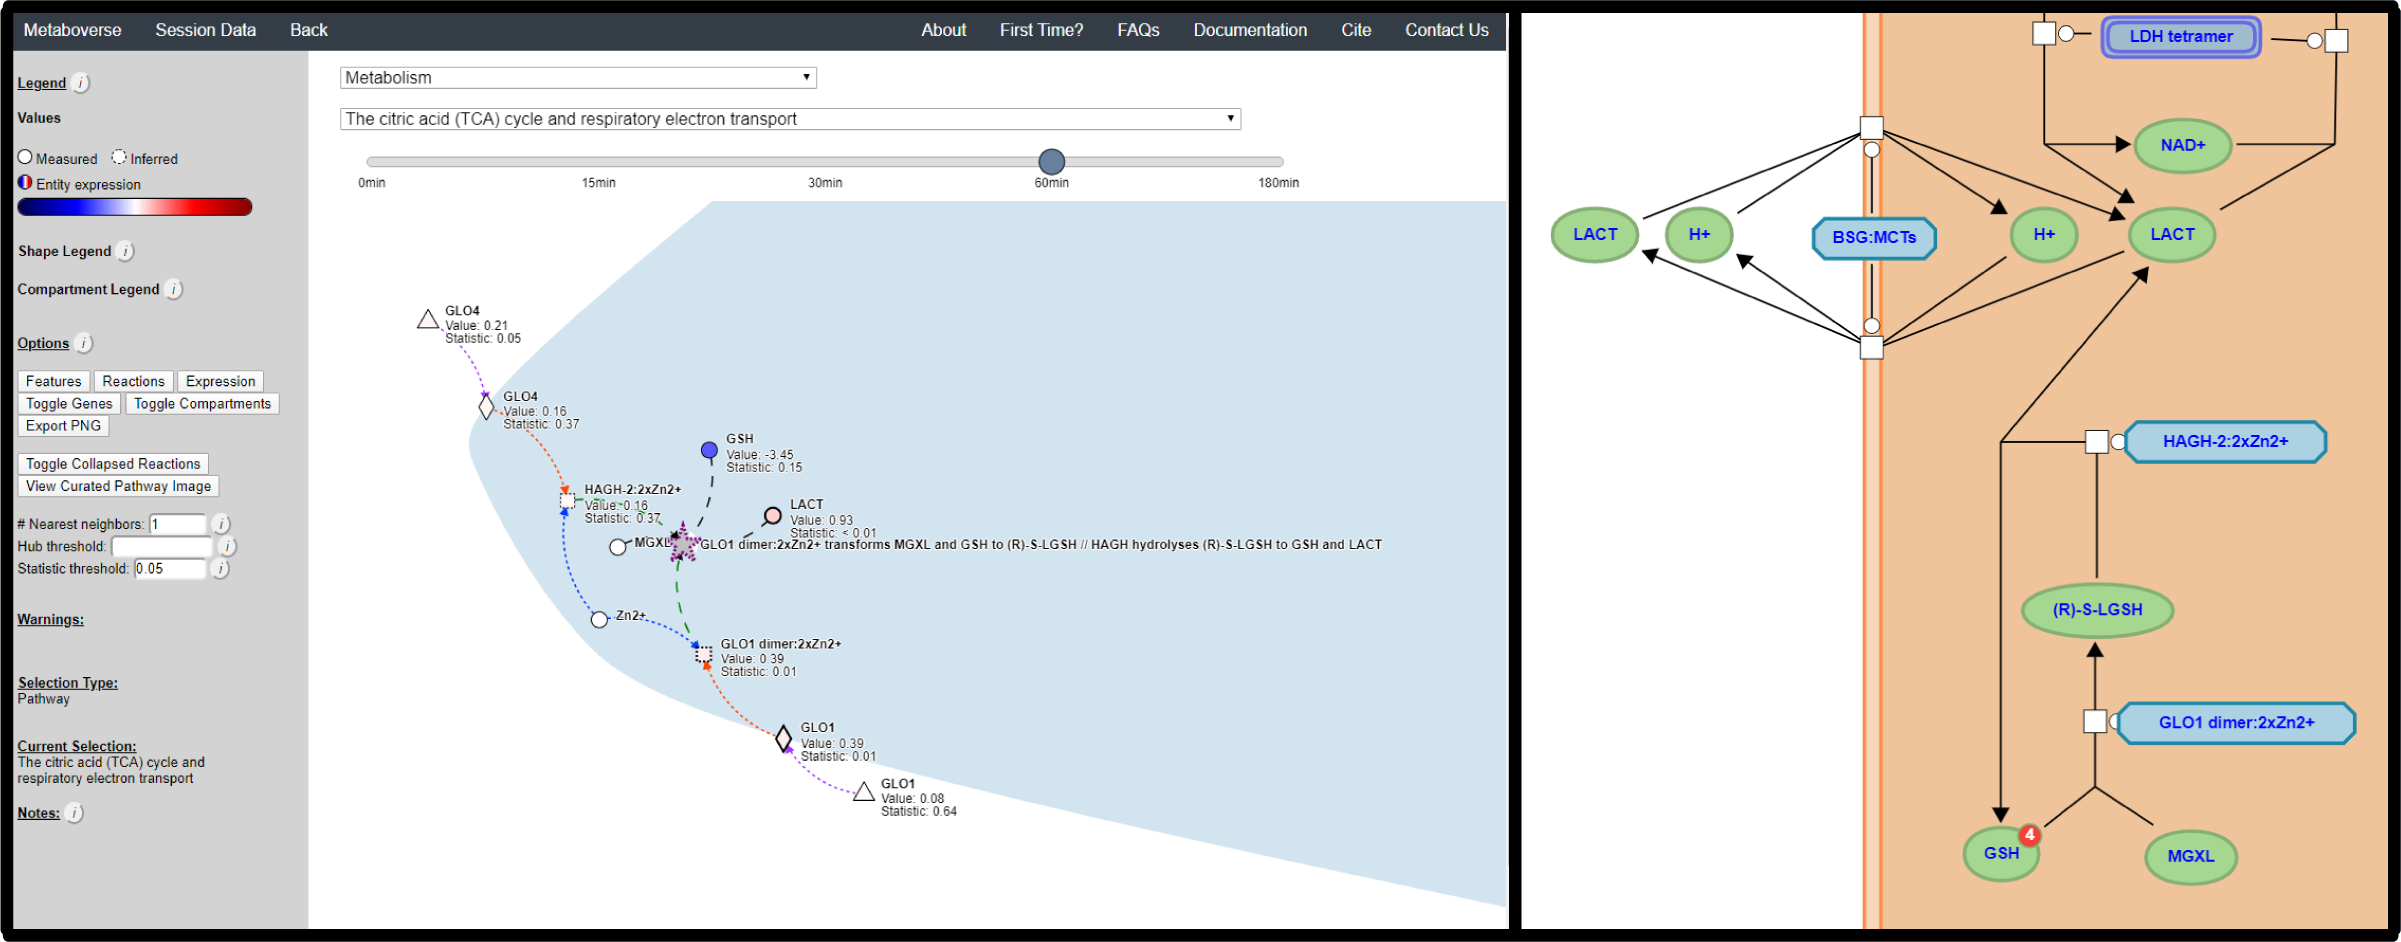 Metaboverse Session Data Back About First Time? FAQs Documentation Cite Contact Us
Legend i
Values
Measured Inferred
Entity expression
Shape Legend i
Compartment Legend i
Options i
Features Reactions Expression
Toggle Genes Toggle Compartments
Export PNG
Toggle Collapsed Reactions
View Curated Pathway Image
# Nearest neighbors: 1 i
Hub threshold: i
Statistic threshold: 0.05 i
Warnings:
Selection Type:
Pathway
Current Selection:
The citric acid (TCA) cycle and
respiratory electron transport
Notes: i
Metabolism
The citric acid (TCA) cycle and respiratory electron transport
0min 15min 30min 60min 180min
GLO4
Value: 0.21
Statistic: 0.05
GLO4
Value: 0.16
Statistic: 0.37
GSH
Value: -3.45
Statistic: 0.15
HAGH-2:2xZn2+
Value: 0.16
Statistic: 0.37
LACT
Value: 0.93
Statistic: < 0.01
MGXL
GLO1 dimer:2xZn2+ transforms MGXL and GSH to (R)-S-LGSH // HAGH hydrolyses (R)-S-LGSH to GSH and LACT
Zn2+
GLO1 dimer:2xZn2+
Value: 0.39
Statistic: 0.01
GLO1
Value: 0.39
Statistic: 0.01
GLO1
Value: 0.08
Statistic: 0.64
LDH tetramer
NAD+
LACT H+ BSG:MCTs H+ LACT
HAGH-2:2xZn2+
(R)-S-LGSH
GLO1 dimer:2xZn2+
4
GSH MGXL